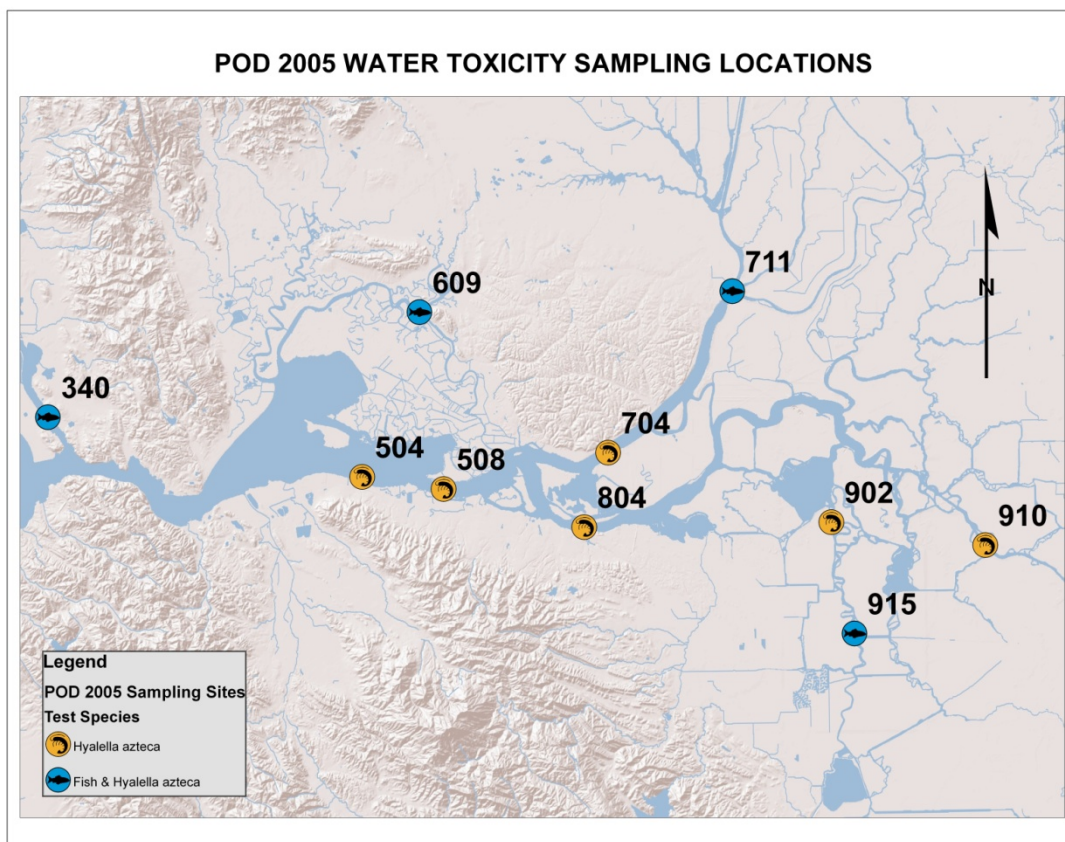 POD 2005 WATER TOXICITY SAMPLING LOCATIONS
711
609
N
340
704
504
508
804
902
910
915
Legend
POD 2005 Sampling Sites
Test Species
Hyalella azteca
Fish & Hyalella azteca